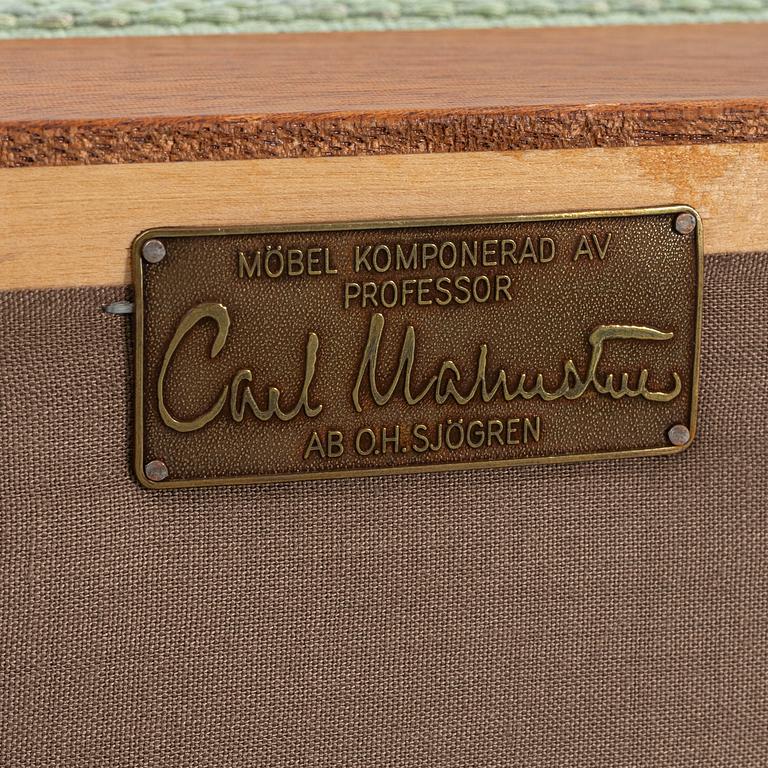 MÖBEL KOMPONERAD AV
PROFESSOR
Carl Malmsten
AB O.H. SJÖGREN